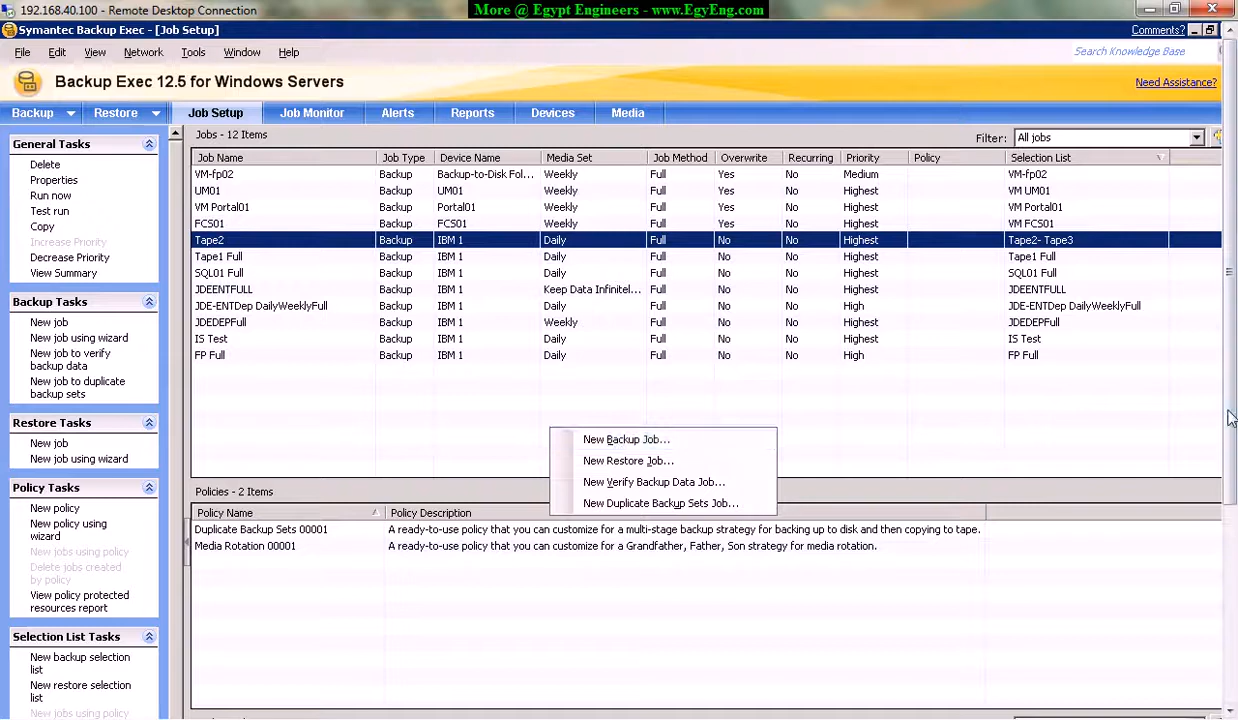 192.168.40.100 - Remote Desktop Connection
More @ Egypt Engineers - www.EgyEng.com
Symantec Backup Exec - [Job Setup]
Comments?
File Edit View Network Tools Window Help
Search Knowledge Base
Backup Exec 12.5 for Windows Servers
Need Assistance?
Backup Restore Job Setup Job Monitor Alerts Reports Devices Media
General Tasks
Delete
Properties
Run now
Test run
Copy
Increase Priority
Decrease Priority
View Summary
Backup Tasks
New job
New job using wizard
New job to verify
backup data
New job to duplicate
backup sets
Restore Tasks
New job
New job using wizard
Policy Tasks
New policy
New policy using
wizard
New jobs using policy
Delete jobs created
by policy
View policy protected
resources report
Selection List Tasks
New backup selection
list
New restore selection
list
New jobs using policy
Jobs - 12 Items
Filter: All jobs
Job Name Job Type Device Name Media Set Job Method Overwrite Recurring Priority Policy Selection List
VM-fp02 Backup Backup-to-Disk Fol... Weekly Full Yes No Medium VM-fp02
UM01 Backup UM01 Weekly Full Yes No Highest VM UM01
VM Portal01 Backup Portal01 Weekly Full Yes No Highest VM Portal01
FCS01 Backup FCS01 Weekly Full Yes No Highest VM FCS01
Tape2 Backup IBM 1 Daily Full No No Highest Tape2- Tape3
Tape1 Full Backup IBM 1 Daily Full No No Highest Tape1 Full
SQL01 Full Backup IBM 1 Daily Full No No Highest SQL01 Full
JDEENTFULL Backup IBM 1 Keep Data Infinitel... Full No No Highest JDEENTFULL
JDE-ENTDep DailyWeeklyFull Backup IBM 1 Daily Full No No High JDE-ENTDep DailyWeeklyFull
JDEDEPFull Backup IBM 1 Weekly Full No No Highest JDEDEPFull
IS Test Backup IBM 1 Daily Full No No Highest IS Test
FP Full Backup IBM 1 Daily Full No No High FP Full
New Backup Job...
New Restore Job...
New Verify Backup Data Job...
New Duplicate Backup Sets Job...
Policies - 2 Items
Policy Name Policy Description
Duplicate Backup Sets 00001 A ready-to-use policy that you can customize for a multi-stage backup strategy for backing up to disk and then copying to tape.
Media Rotation 00001 A ready-to-use policy that you can customize for a Grandfather, Father, Son strategy for media rotation.